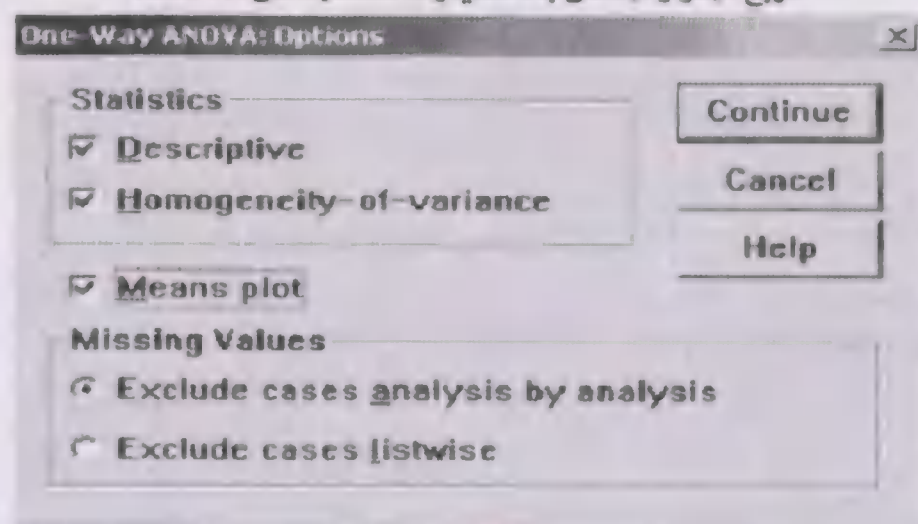 One-Way ANOVA: Options
Statistics
Descriptive
Homogeneity-of-variance
Means plot
Missing Values
Exclude cases analysis by analysis
Exclude cases listwise
Continue
Cancel
Help